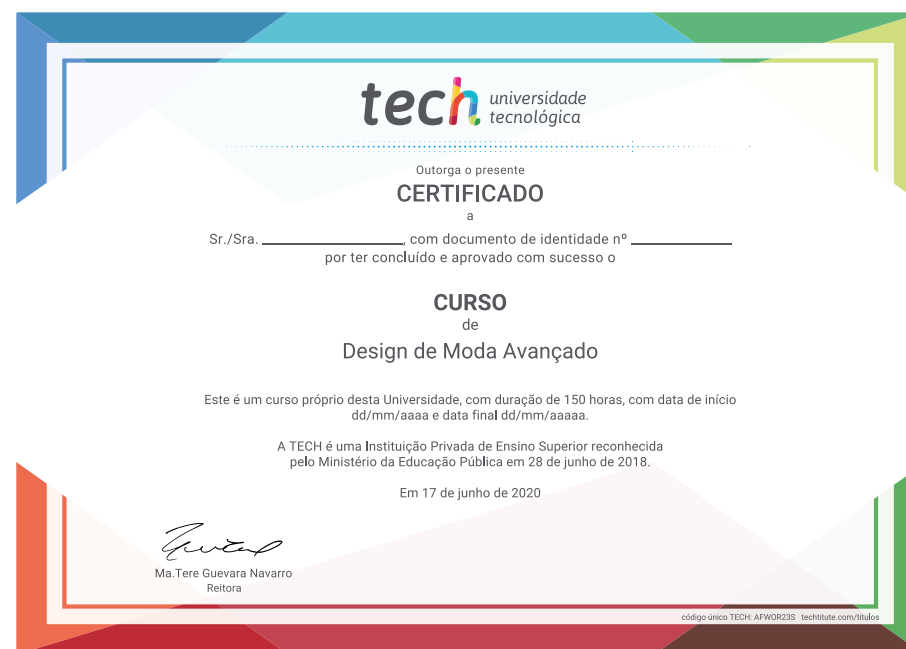 tech universidade
tecnológica
Outorga o presente
CERTIFICADO
a
Sr./Sra. ________________, com documento de identidade nº ____________
por ter concluído e aprovado com sucesso o
CURSO
de
Design de Moda Avançado
Este é um curso próprio desta Universidade, com duração de 150 horas, com data de início
dd/mm/aaaa e data final dd/mm/aaaaa.
A TECH é uma Instituição Privada de Ensino Superior reconhecida
pelo Ministério da Educação Pública em 28 de junho de 2018.
Em 17 de junho de 2020
Ma.Tere Guevara Navarro
Reitora
código único TECH: AFWOR23S techtitute.com/titulos